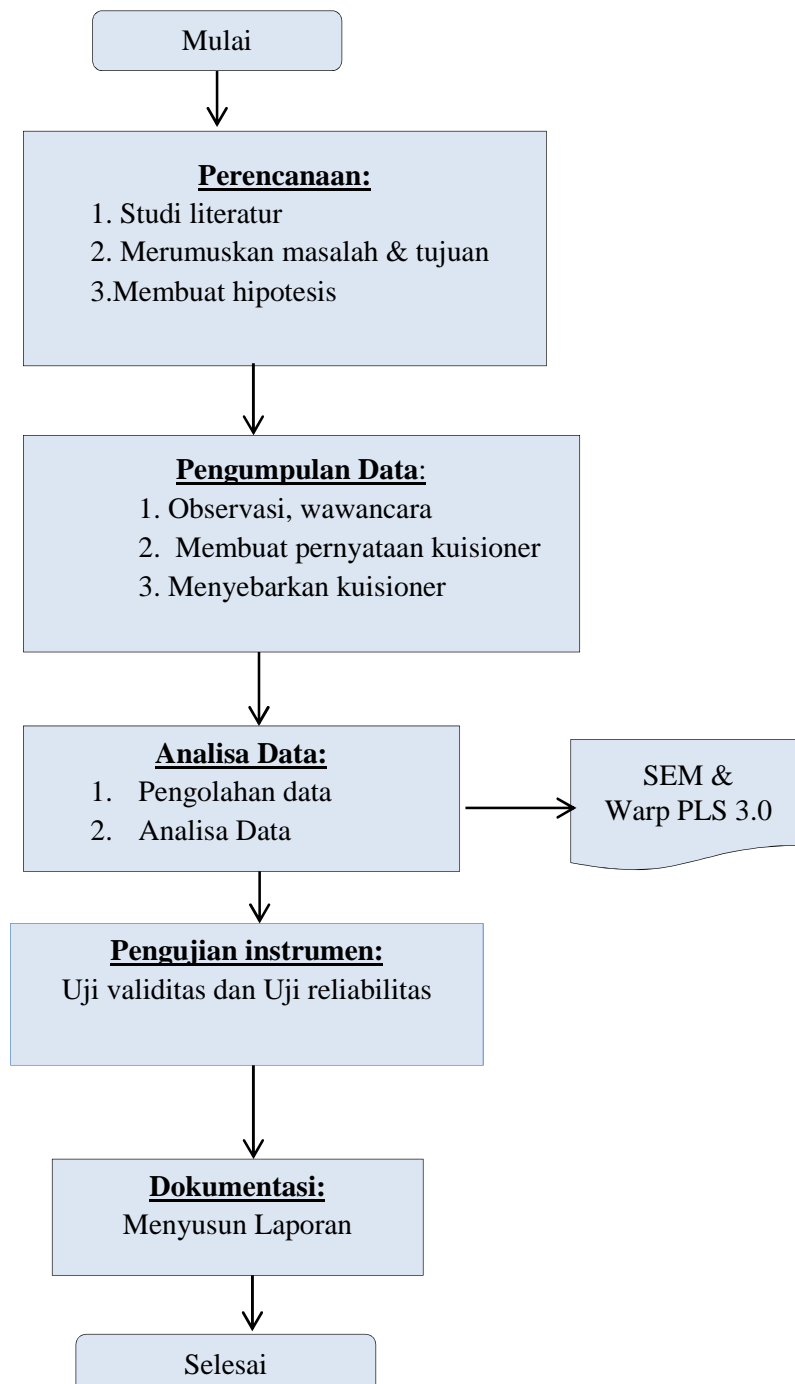 Mulai
Perencanaan:
1. Studi literatur
2. Merumuskan masalah & tujuan
3.Membuat hipotesis
Pengumpulan Data:
1. Observasi, wawancara
2. Membuat pernyataan kuisioner
3. Menyebarkan kuisioner
Analisa Data:
1. Pengolahan data
2. Analisa Data
SEM &
Warp PLS 3.0
Pengujian instrumen:
Uji validitas dan Uji reliabilitas
Dokumentasi:
Menyusun Laporan
Selesai